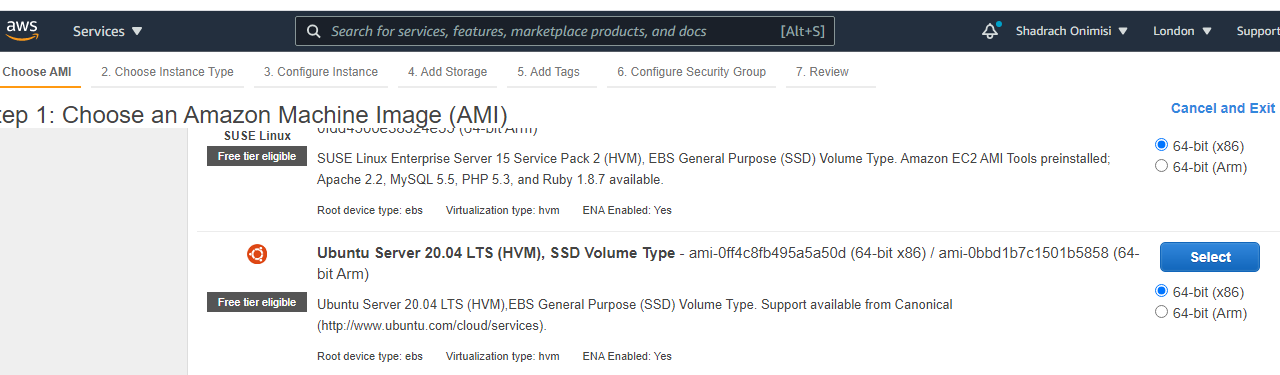 aws Services Search for services, features, marketplace products, and docs [Alt+S] Shadrach Onimisi London Support
Choose AMI 2. Choose Instance Type 3. Configure Instance 4. Add Storage 5. Add Tags 6. Configure Security Group 7. Review
tep 1: Choose an Amazon Machine Image (AMI) Cancel and Exit
SUSE Linux (64-bit Arm)
Free tier eligible
SUSE Linux Enterprise Server 15 Service Pack 2 (HVM), EBS General Purpose (SSD) Volume Type. Amazon EC2 AMI Tools preinstalled;
Apache 2.2, MySQL 5.5, PHP 5.3, and Ruby 1.8.7 available.
64-bit (x86)
64-bit (Arm)
Root device type: ebs Virtualization type: hvm ENA Enabled: Yes
Ubuntu Server 20.04 LTS (HVM), SSD Volume Type - ami-0ff4c8fb495a5a50d (64-bit x86) / ami-0bbd1b7c1501b5858 (64-
bit Arm)
Select
Free tier eligible
Ubuntu Server 20.04 LTS (HVM),EBS General Purpose (SSD) Volume Type. Support available from Canonical
(http://www.ubuntu.com/cloud/services).
64-bit (x86)
64-bit (Arm)
Root device type: ebs Virtualization type: hvm ENA Enabled: Yes